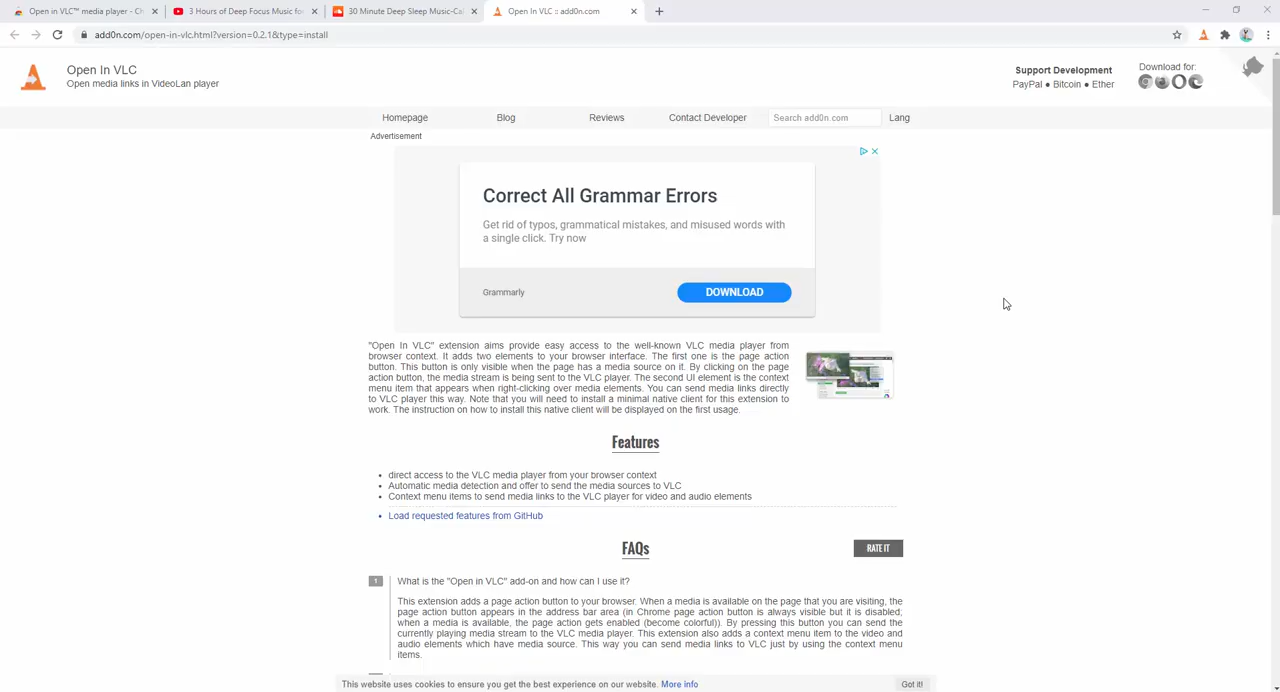 Open in VLC™ media player - Ch
3 Hours of Deep Focus Music for
30 Minute Deep Sleep Music-Cal
Open In VLC :: add0n.com
add0n.com/open-in-vlc.html?version=0.2.1&type=install
Open In VLC
Open media links in VideoLan player
Support Development
PayPal ● Bitcoin ● Ether
Download for:
Homepage
Blog
Reviews
Contact Developer
Search add0n.com
Lang
Advertisement
Correct All Grammar Errors
Get rid of typos, grammatical mistakes, and misused words with
a single click. Try now
Grammarly
DOWNLOAD
"Open In VLC" extension aims provide easy access to the well-known VLC media player from
browser context. It adds two elements to your browser interface. The first one is the page action
button. This button is only visible when the page has a media source on it. By clicking on the page
action button, the media stream is being sent to the VLC player. The second UI element is the context
menu item that appears when right-clicking over media elements. You can send media links directly
to VLC player this way. Note that you will need to install a minimal native client for this extension to
work. The instruction on how to install this native client will be displayed on the first usage.
Features
• direct access to the VLC media player from your browser context
• Automatic media detection and offer to send the media sources to VLC
• Context menu items to send media links to the VLC player for video and audio elements
• Load requested features from GitHub
FAQs
RATE IT
1
What is the "Open in VLC" add-on and how can I use it?
This extension adds a page action button to your browser. When a media is available on the page that you are visiting, the
page action button appears in the address bar area (in Chrome page action button is always visible but it is disabled;
when a media is available, the page action gets enabled (become colorful)). By pressing this button you can send the
currently playing media stream to the VLC media player. This extension also adds a context menu item to the video and
audio elements which have media source. This way you can send media links to VLC just by using the context menu
items.
This website uses cookies to ensure you get the best experience on our website. More info
Got it!